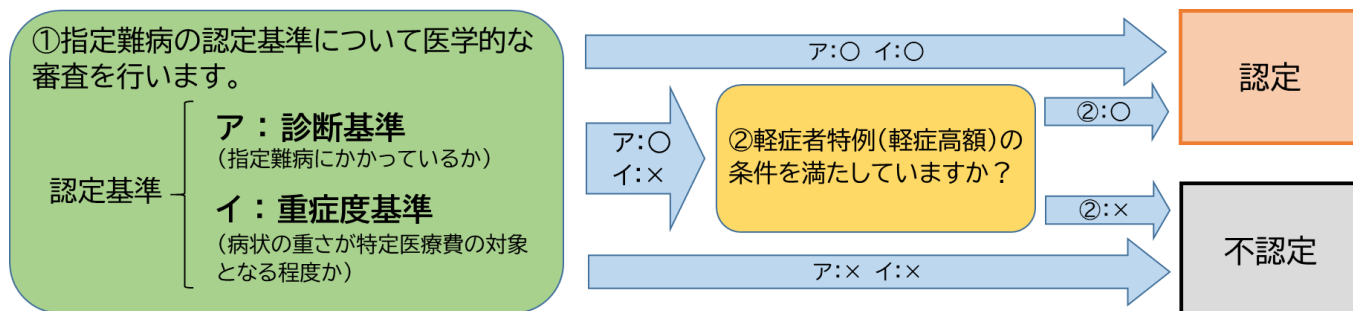 ①指定難病の認定基準について医学的な
審査を行います。
認定基準
ア：診断基準
（指定難病にかかっているか）
イ：重症度基準
（病状の重さが特定医療費の対象
となる程度か）
ア：〇 イ：〇
ア：〇
イ：×
②軽症者特例（軽症高額）の
条件を満たしていますか？
②：〇
②：×
ア：× イ：×
認定
不認定